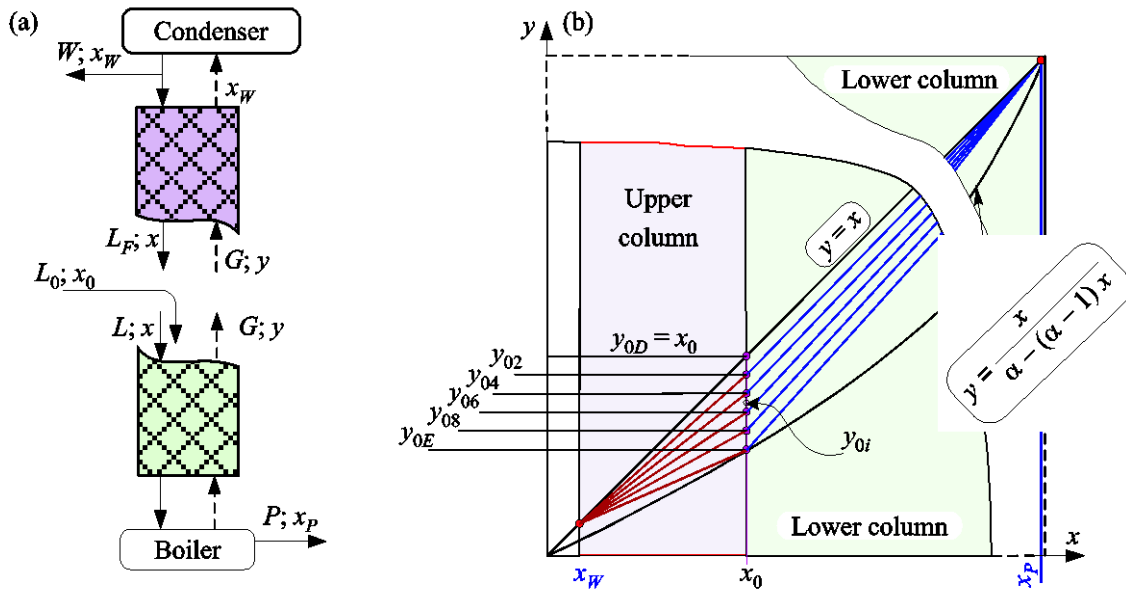 (a)
Condenser
W; x_W
x_W
L_F; x
G; y
L_0; x_0
L; x
G; y
P; x_P
Boiler
(b)
y
Lower column
Upper
column
y = x
y = x / (α − (α − 1) x)
y_{0D} = x_0
y_{02}
y_{04}
y_{06}
y_{08}
y_{0E}
y_{0i}
Lower column
x
x_W
x_0
x_P